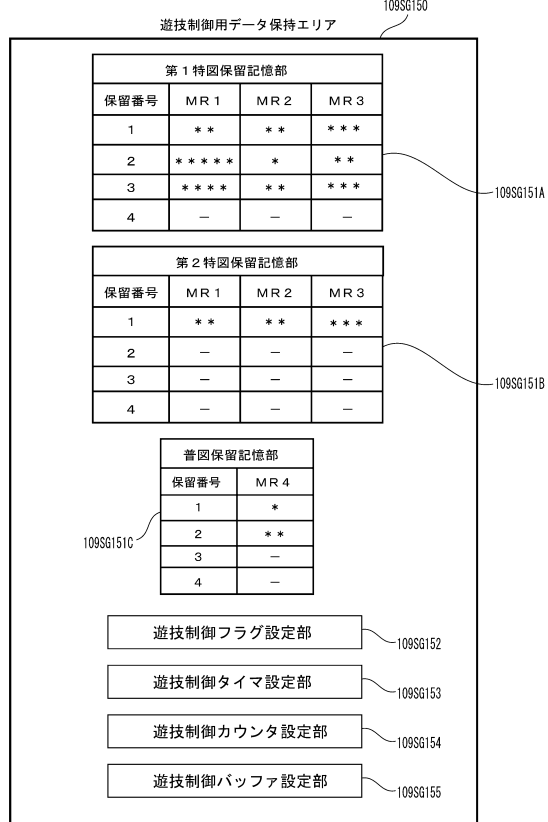 109SG150
遊技制御用データ保持エリア
第１特図保留記憶部
保留番号 ＭＲ１ ＭＲ２ ＭＲ３
１ ＊＊ ＊＊ ＊＊＊
２ ＊＊＊＊＊ ＊ ＊＊
３ ＊＊＊＊ ＊＊ ＊＊＊
４ － － －
109SG151A
第２特図保留記憶部
保留番号 ＭＲ１ ＭＲ２ ＭＲ３
１ ＊＊ ＊＊ ＊＊＊
２ － － －
３ － － －
４ － － －
109SG151B
普図保留記憶部
保留番号 ＭＲ４
１ ＊
２ ＊＊
３ －
４ －
109SG151C
遊技制御フラグ設定部
109SG152
遊技制御タイマ設定部
109SG153
遊技制御カウンタ設定部
109SG154
遊技制御バッファ設定部
109SG155